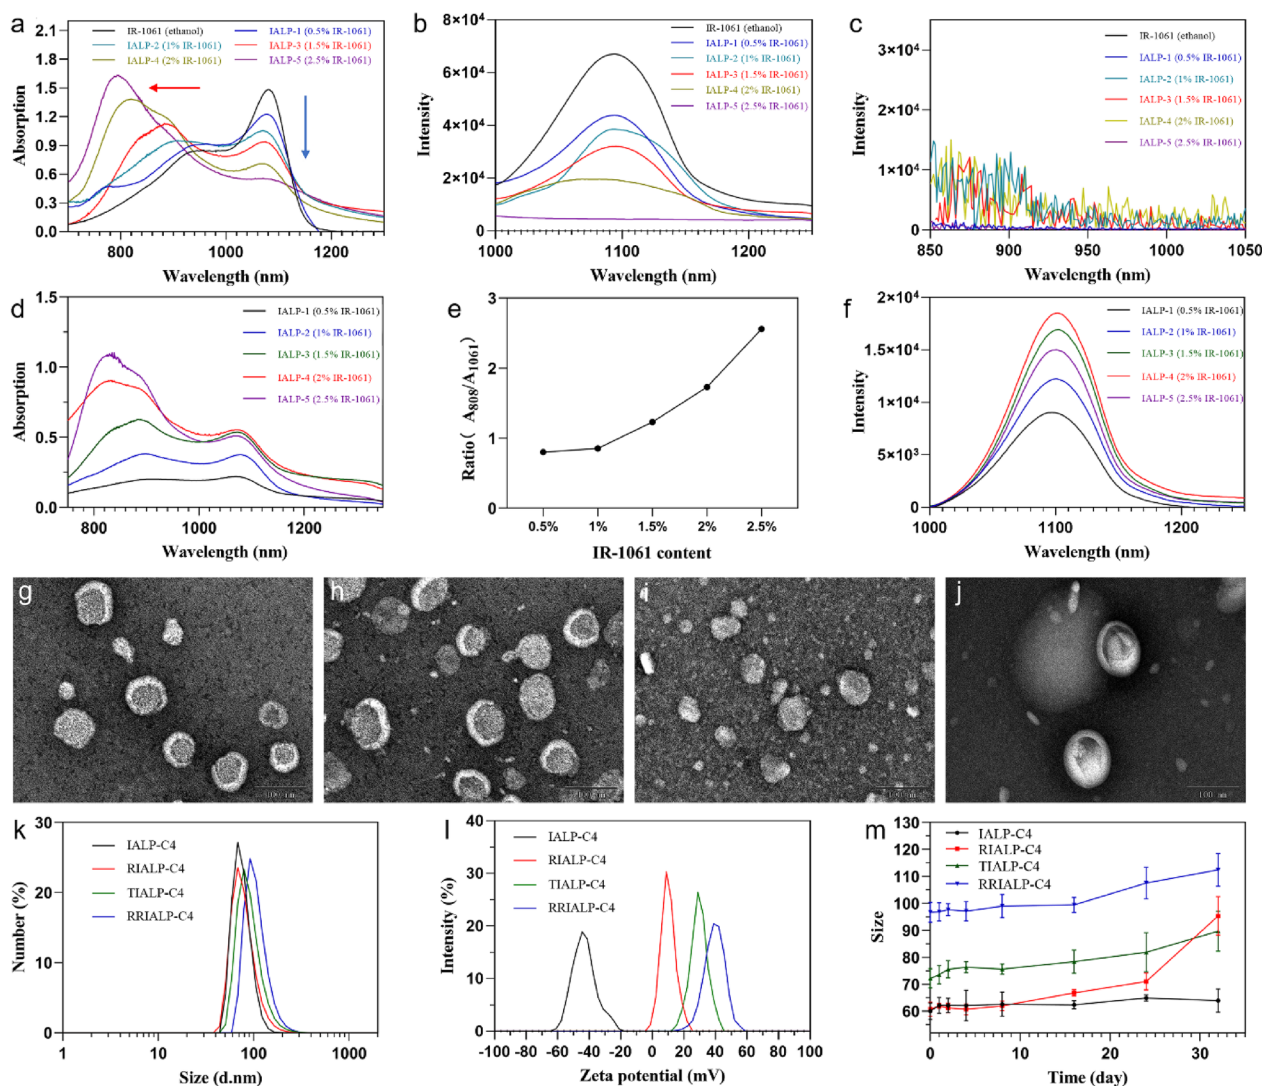 a
2.1
1.8
1.5
1.2
0.9
0.6
0.3
0.0
Absorption
IR-1061 (ethanol)
IALP-1 (0.5% IR-1061)
IALP-2 (1% IR-1061)
IALP-3 (1.5% IR-1061)
IALP-4 (2% IR-1061)
IALP-5 (2.5% IR-1061)
800
1000
1200
Wavelength (nm)
b
8×10⁴
6×10⁴
4×10⁴
2×10⁴
0
Intensity
IR-1061 (ethanol)
IALP-1 (0.5% IR-1061)
IALP-2 (1% IR-1061)
IALP-3 (1.5% IR-1061)
IALP-4 (2% IR-1061)
IALP-5 (2.5% IR-1061)
1000
1100
1200
Wavelength (nm)
c
3×10⁴
2×10⁴
1×10⁴
0
Intensity
IR-1061 (ethanol)
IALP-1 (0.5% IR-1061)
IALP-2 (1% IR-1061)
IALP-3 (1.5% IR-1061)
IALP-4 (2% IR-1061)
IALP-5 (2.5% IR-1061)
850
900
950
1000
1050
Wavelength (nm)
d
1.5
1.0
0.5
0.0
Absorption
IALP-1 (0.5% IR-1061)
IALP-2 (1% IR-1061)
IALP-3 (1.5% IR-1061)
IALP-4 (2% IR-1061)
IALP-5 (2.5% IR-1061)
800
1000
1200
Wavelength (nm)
e
3
2
1
0
Ratio( A808/A1061)
0.5%
1%
1.5%
2%
2.5%
IR-1061 content
f
2×10⁴
1.5×10⁴
1×10⁴
5×10³
0
Intensity
IALP-1 (0.5% IR-1061)
IALP-2 (1% IR-1061)
IALP-3 (1.5% IR-1061)
IALP-4 (2% IR-1061)
IALP-5 (2.5% IR-1061)
1000
1100
1200
Wavelength (nm)
g
100 nm
h
100 nm
i
100 nm
j
100 nm
k
30
20
10
0
Number (%)
IALP-C4
RIALP-C4
TIALP-C4
RRIALP-C4
1
10
100
1000
Size (d.nm)
l
40
30
20
10
0
Intensity (%)
IALP-C4
RIALP-C4
TIALP-C4
RRIALP-C4
-100
-80
-60
-40
-20
0
20
40
60
80
100
Zeta potential (mV)
m
130
120
110
100
90
80
70
60
Size
IALP-C4
RIALP-C4
TIALP-C4
RRIALP-C4
0
10
20
30
Time (day)